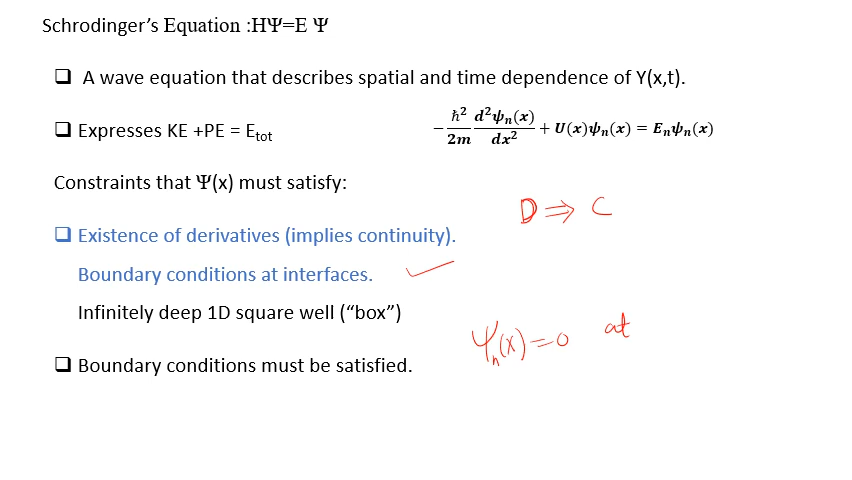 Schrodinger's Equation :HΨ=E Ψ
❑ A wave equation that describes spatial and time dependence of Y(x,t).
❑ Expresses KE +PE = Etot
-ħ²/2m d²ψn(x)/dx² + U(x)ψn(x) = Enψn(x)
Constraints that Ψ(x) must satisfy:
D ⇒ C
❑ Existence of derivatives (implies continuity).
Boundary conditions at interfaces. ✓
Infinitely deep 1D square well (“box”)
Ψn(x)=0 at
❑ Boundary conditions must be satisfied.